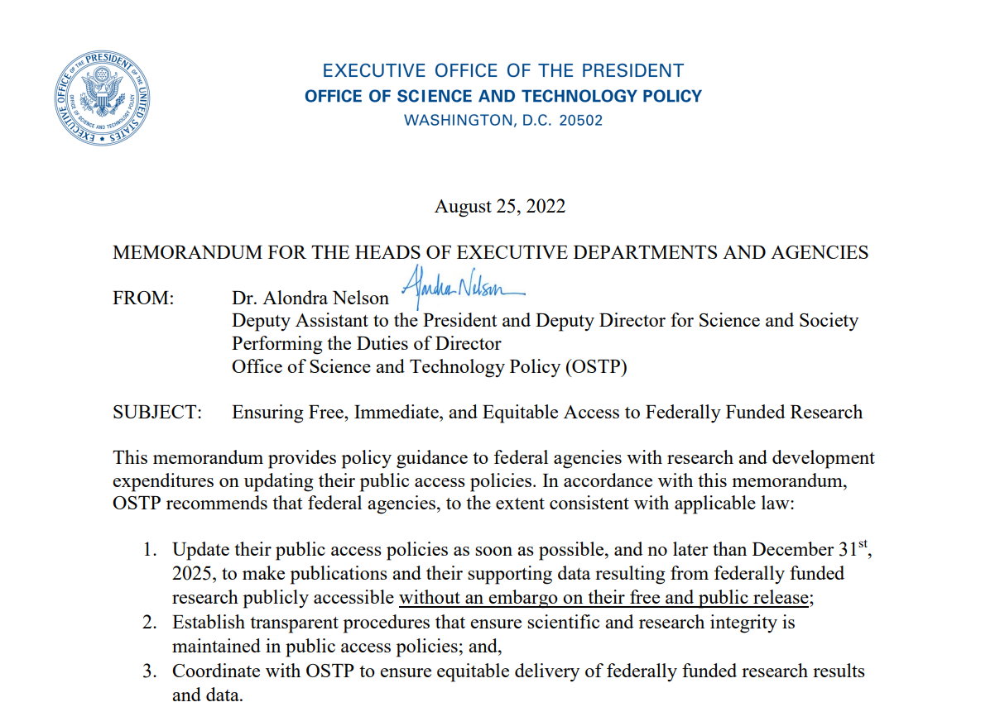 EXECUTIVE OFFICE OF THE PRESIDENT OF THE UNITED STATES
OFFICE OF SCIENCE AND TECHNOLOGY POLICY
EXECUTIVE OFFICE OF THE PRESIDENT
OFFICE OF SCIENCE AND TECHNOLOGY POLICY
WASHINGTON, D.C. 20502
August 25, 2022
MEMORANDUM FOR THE HEADS OF EXECUTIVE DEPARTMENTS AND AGENCIES
FROM: Dr. Alondra Nelson Alondra Nelson
Deputy Assistant to the President and Deputy Director for Science and Society
Performing the Duties of Director
Office of Science and Technology Policy (OSTP)
SUBJECT: Ensuring Free, Immediate, and Equitable Access to Federally Funded Research
This memorandum provides policy guidance to federal agencies with research and development
expenditures on updating their public access policies. In accordance with this memorandum,
OSTP recommends that federal agencies, to the extent consistent with applicable law:
1. Update their public access policies as soon as possible, and no later than December 31st,
2025, to make publications and their supporting data resulting from federally funded
research publicly accessible without an embargo on their free and public release;
2. Establish transparent procedures that ensure scientific and research integrity is
maintained in public access policies; and,
3. Coordinate with OSTP to ensure equitable delivery of federally funded research results
and data.